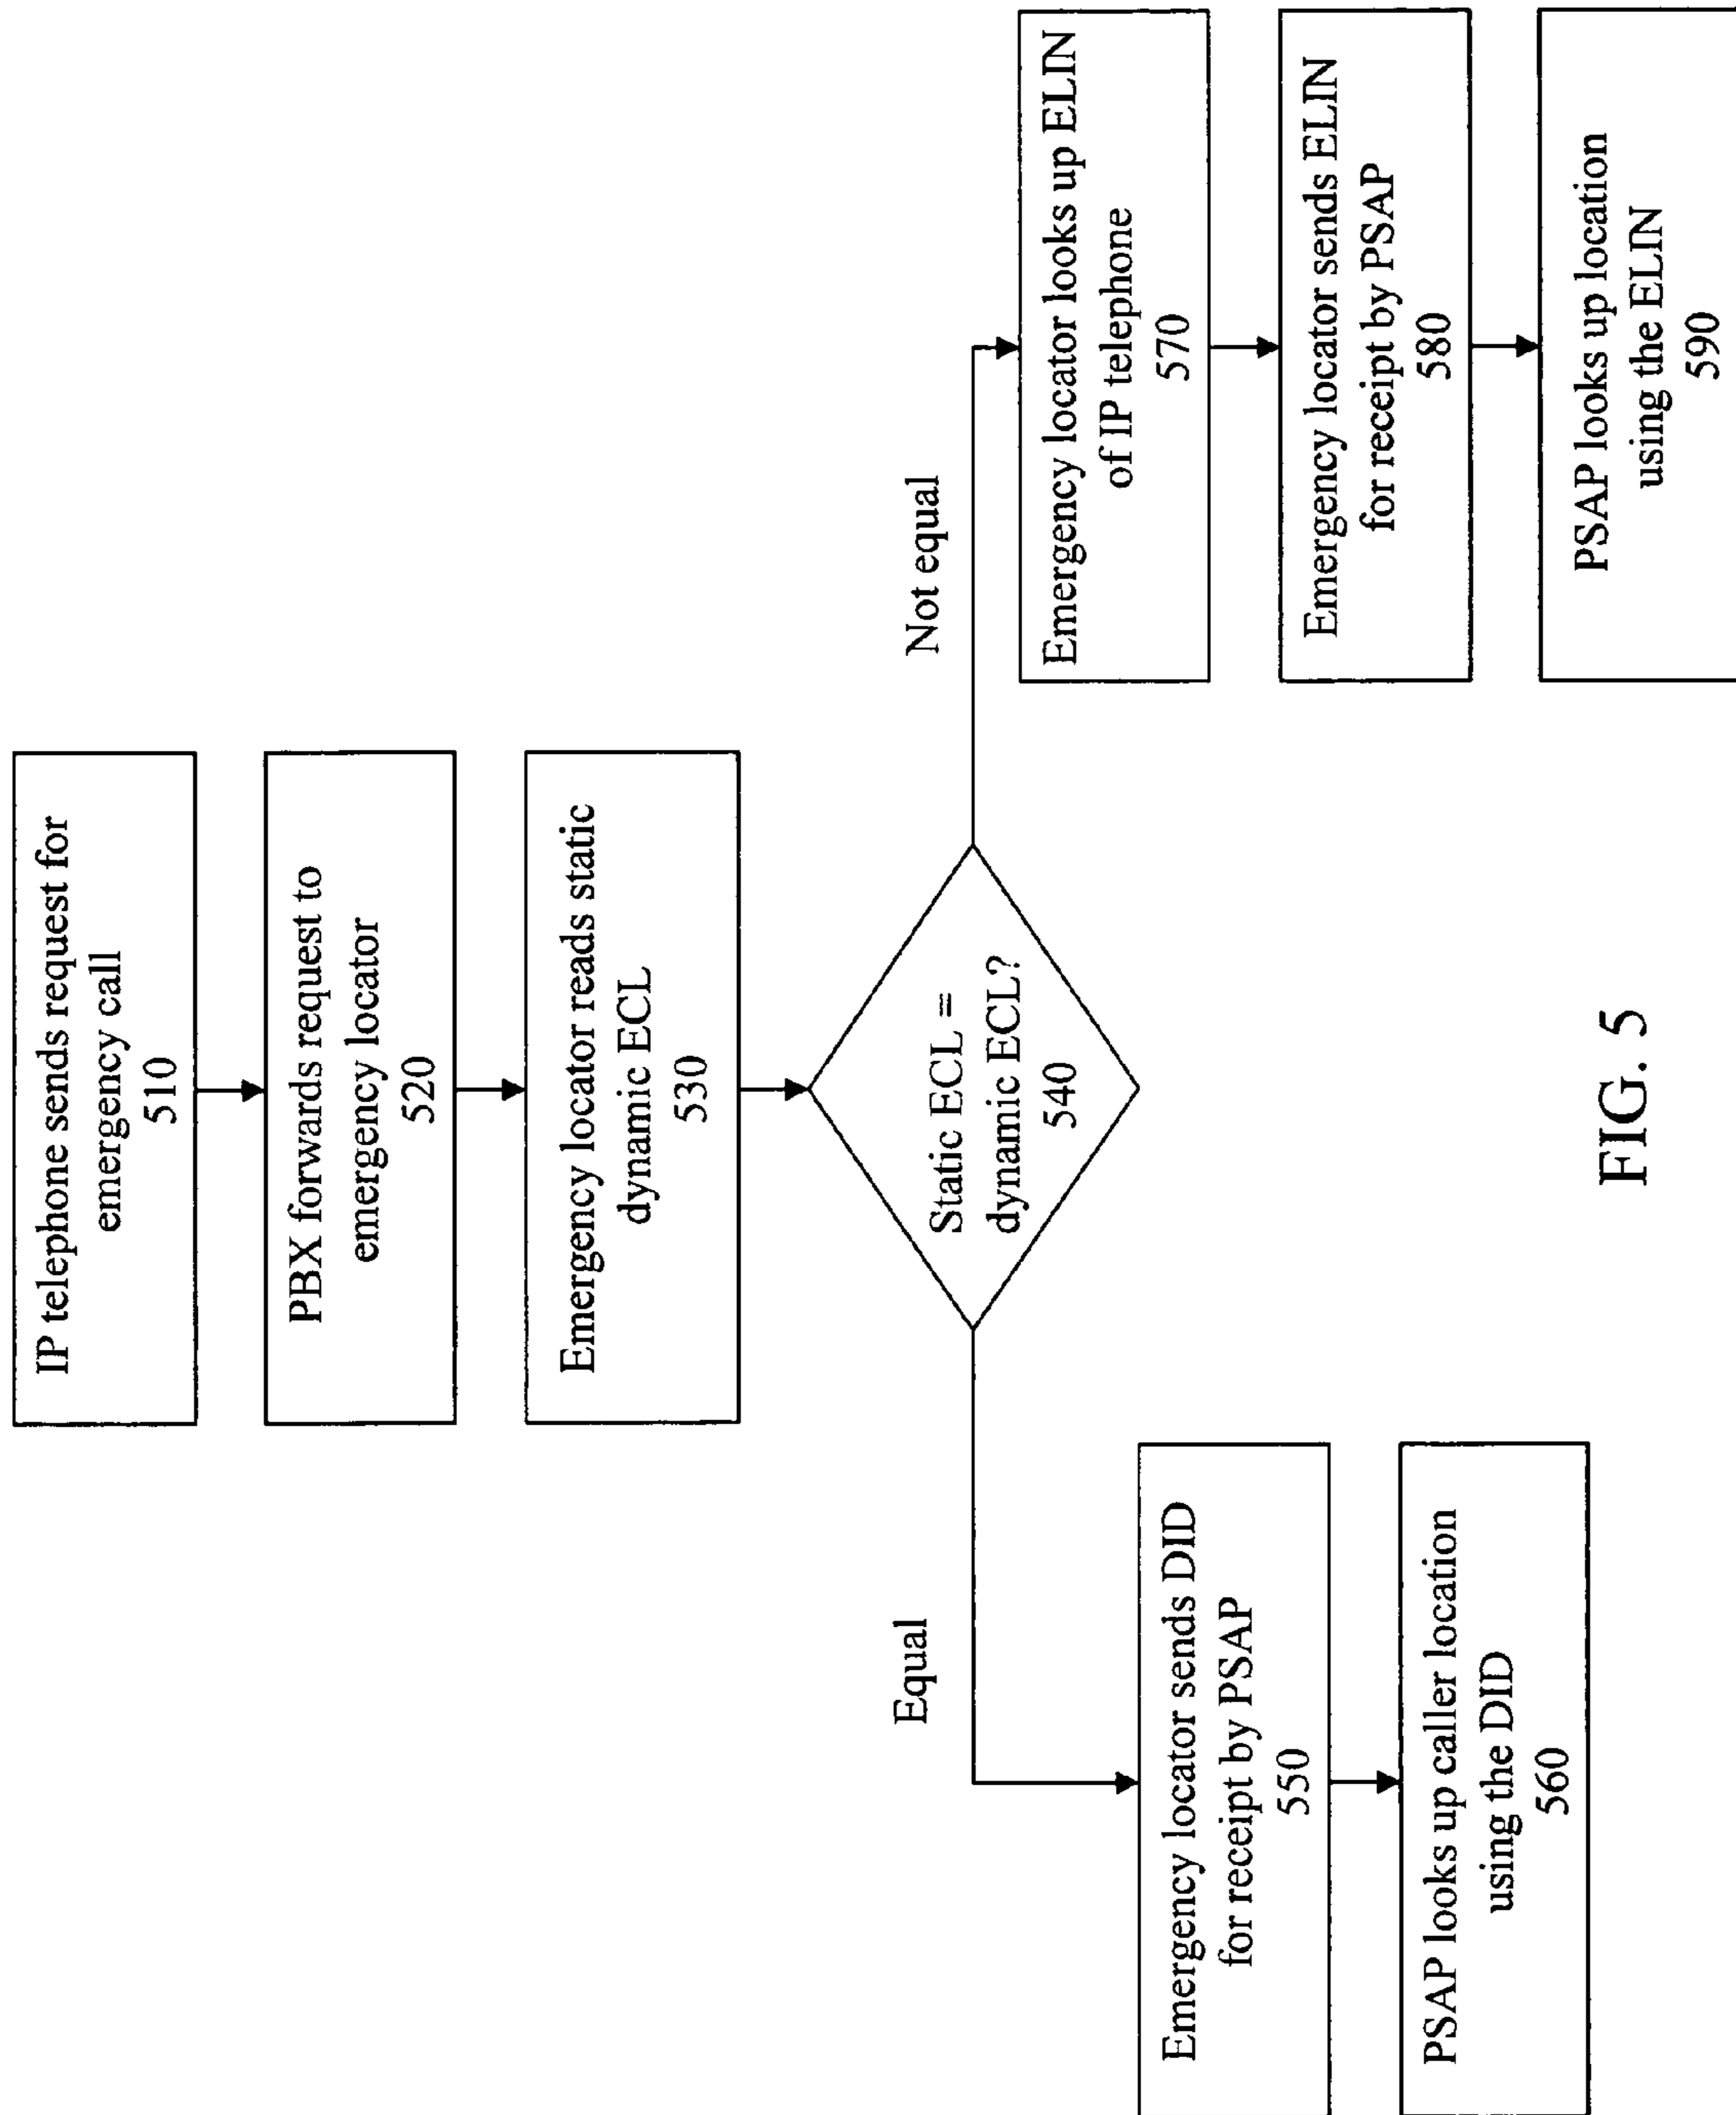 IP telephone sends request for
emergency call
510
PBX forwards request to
emergency locator
520
Emergency locator reads static
dynamic ECL
530
Static ECL =
dynamic ECL?
540
Equal
Emergency locator sends DID
for receipt by PSAP
550
PSAP looks up caller location
using the DID
560
Not equal
Emergency locator looks up ELIN
of IP telephone
570
Emergency locator sends ELIN
for receipt by PSAP
580
PSAP looks up location
using the ELIN
590
FIG. 5